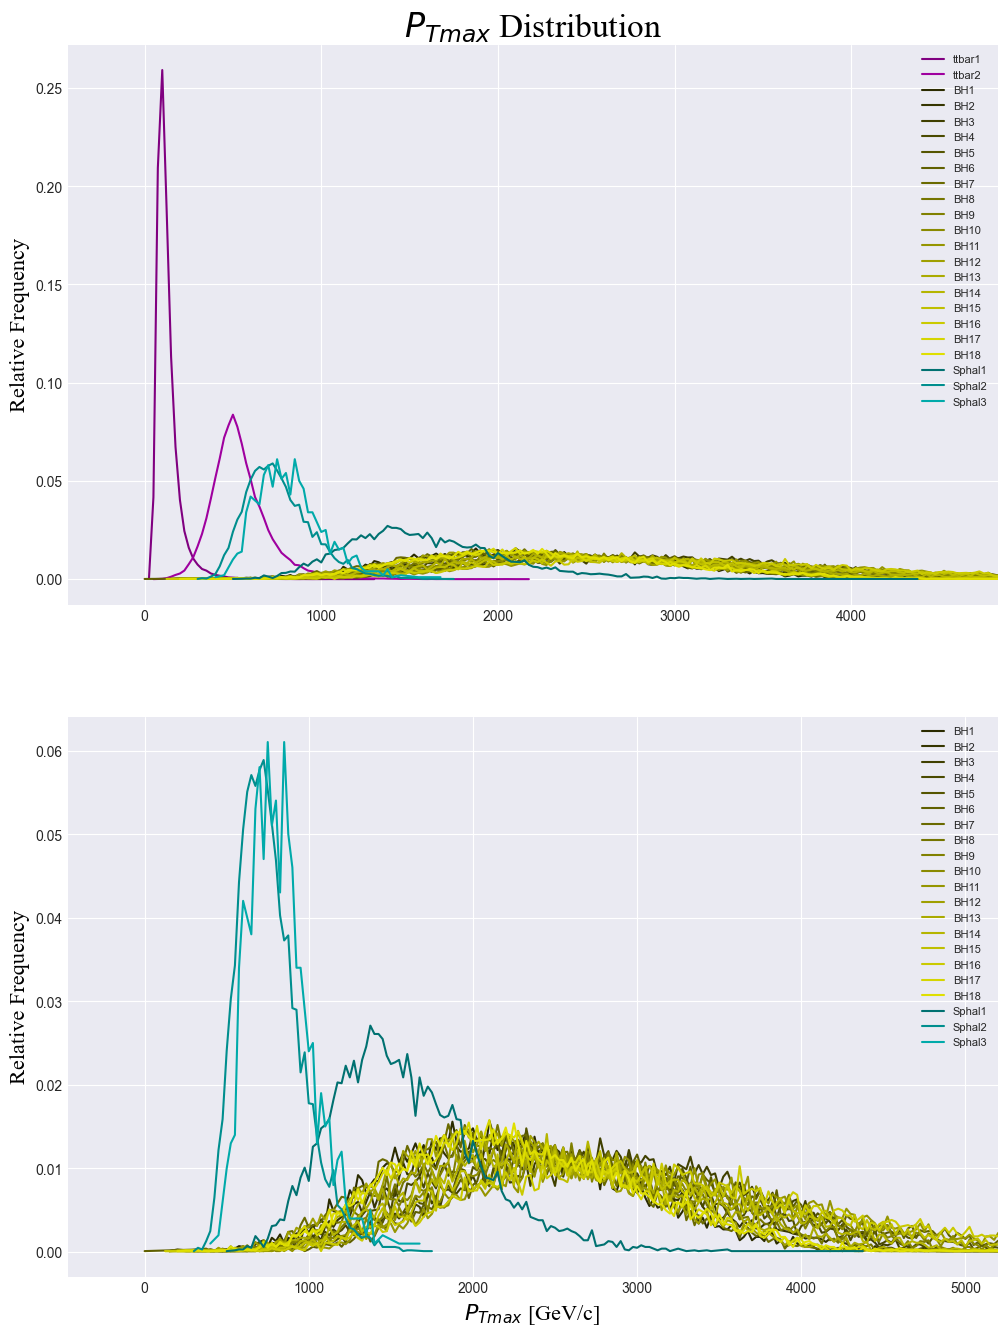 P_Tmax Distribution
Relative Frequency
0.25
0.20
0.15
0.10
0.05
0.00
0
1000
2000
3000
4000
ttbar1
ttbar2
BH1
BH2
BH3
BH4
BH5
BH6
BH7
BH8
BH9
BH10
BH11
BH12
BH13
BH14
BH15
BH16
BH17
BH18
Sphal1
Sphal2
Sphal3
Relative Frequency
0.06
0.05
0.04
0.03
0.02
0.01
0.00
0
1000
2000
3000
4000
5000
BH1
BH2
BH3
BH4
BH5
BH6
BH7
BH8
BH9
BH10
BH11
BH12
BH13
BH14
BH15
BH16
BH17
BH18
Sphal1
Sphal2
Sphal3
P_Tmax [GeV/c]